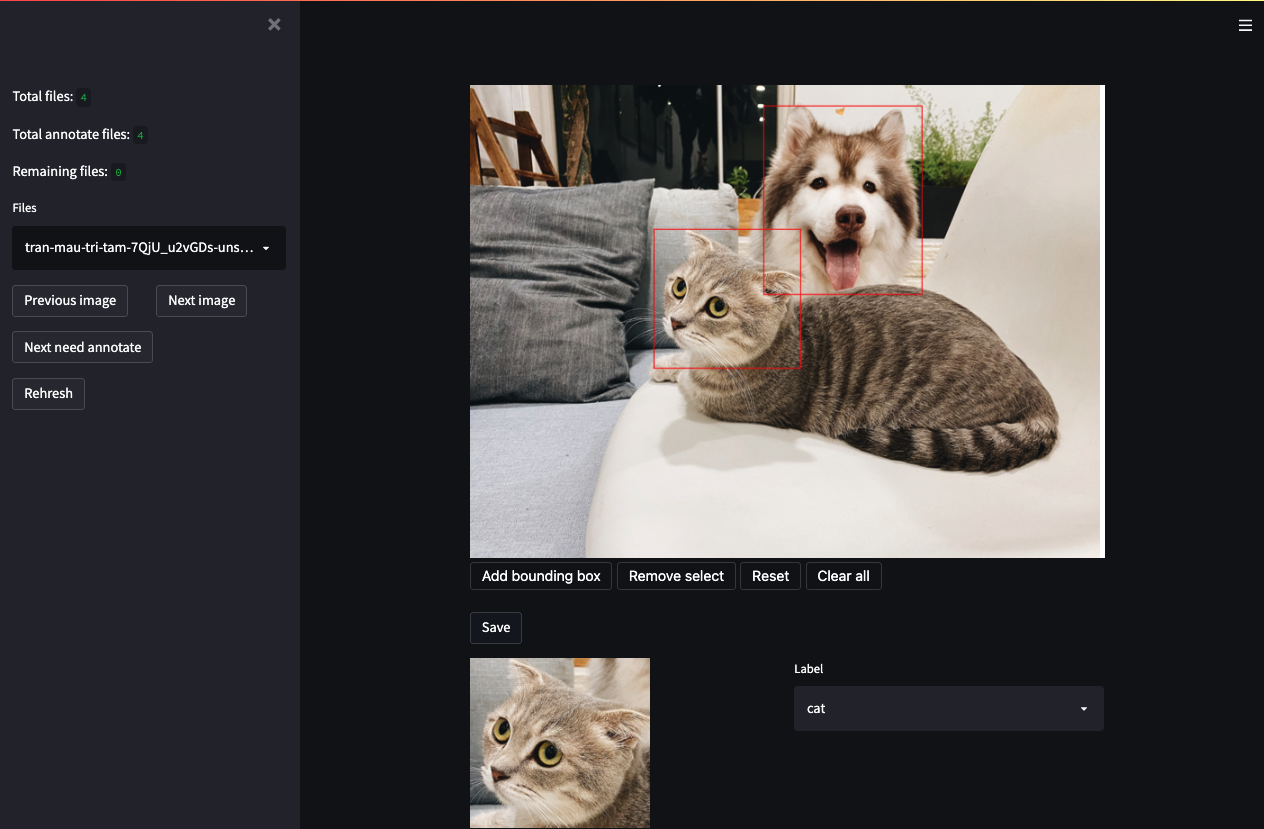 Total files: 4
Total annotate files: 4
Remaining files: 0
Files
tran-mau-tri-tam-7QjU_u2vGDs-uns...
Previous image
Next image
Next need annotate
Rehresh
Add bounding box
Remove select
Reset
Clear all
Save
Label
cat